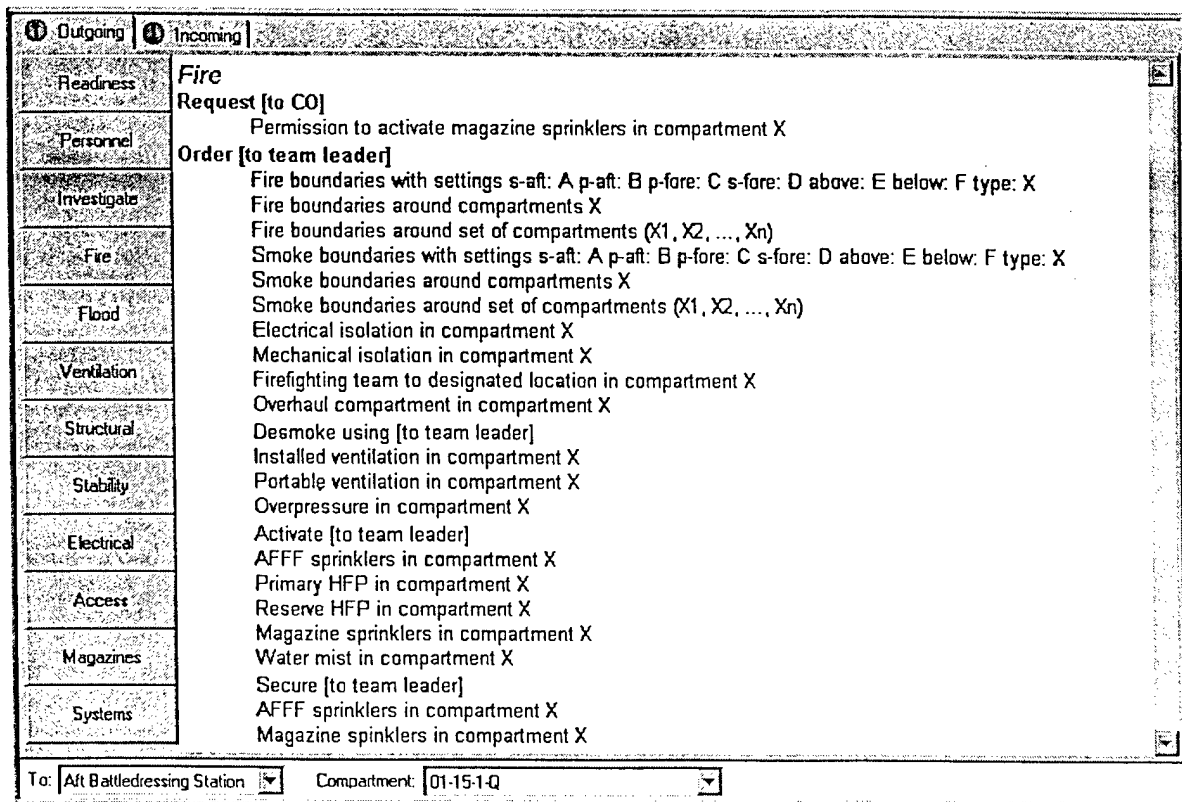 Outgoing Incoming
Readiness
Personnel
Investigate
Fire
Flood
Ventilation
Structural
Stability
Electrical
Access
Magazines
Systems
Fire
Request [to CO]
Permission to activate magazine sprinklers in compartment X
Order [to team leader]
Fire boundaries with settings s-aft: A p-aft: B p-fore: C s-fore: D above: E below: F type: X
Fire boundaries around compartments X
Fire boundaries around set of compartments (X1, X2, ..., Xn)
Smoke boundaries with settings s-aft: A p-aft: B p-fore: C s-fore: D above: E below: F type: X
Smoke boundaries around compartments X
Smoke boundaries around set of compartments (X1, X2, ..., Xn)
Electrical isolation in compartment X
Mechanical isolation in compartment X
Firefighting team to designated location in compartment X
Overhaul compartment in compartment X
Desmoke using [to team leader]
Installed ventilation in compartment X
Portable ventilation in compartment X
Overpressure in compartment X
Activate [to team leader]
AFFF sprinklers in compartment X
Primary HFP in compartment X
Reserve HFP in compartment X
Magazine sprinklers in compartment X
Water mist in compartment X
Secure [to team leader]
AFFF sprinklers in compartment X
Magazine spinklers in compartment X
To: Aft Battledressing Station Compartment: 01-15-1-Q